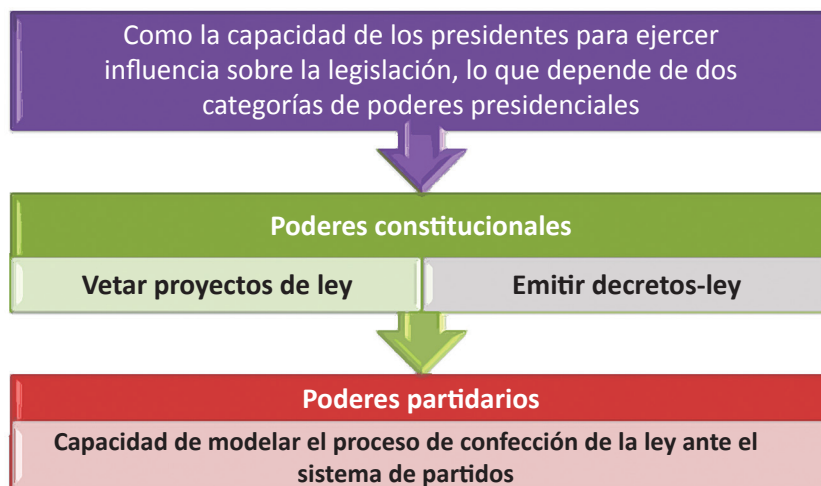 Como la capacidad de los presidentes para ejercer
influencia sobre la legislación, lo que depende de dos
categorías de poderes presidenciales
Poderes constitucionales
Vetar proyectos de ley
Emitir decretos-ley
Poderes partidarios
Capacidad de modelar el proceso de confección de la ley ante el
sistema de partidos